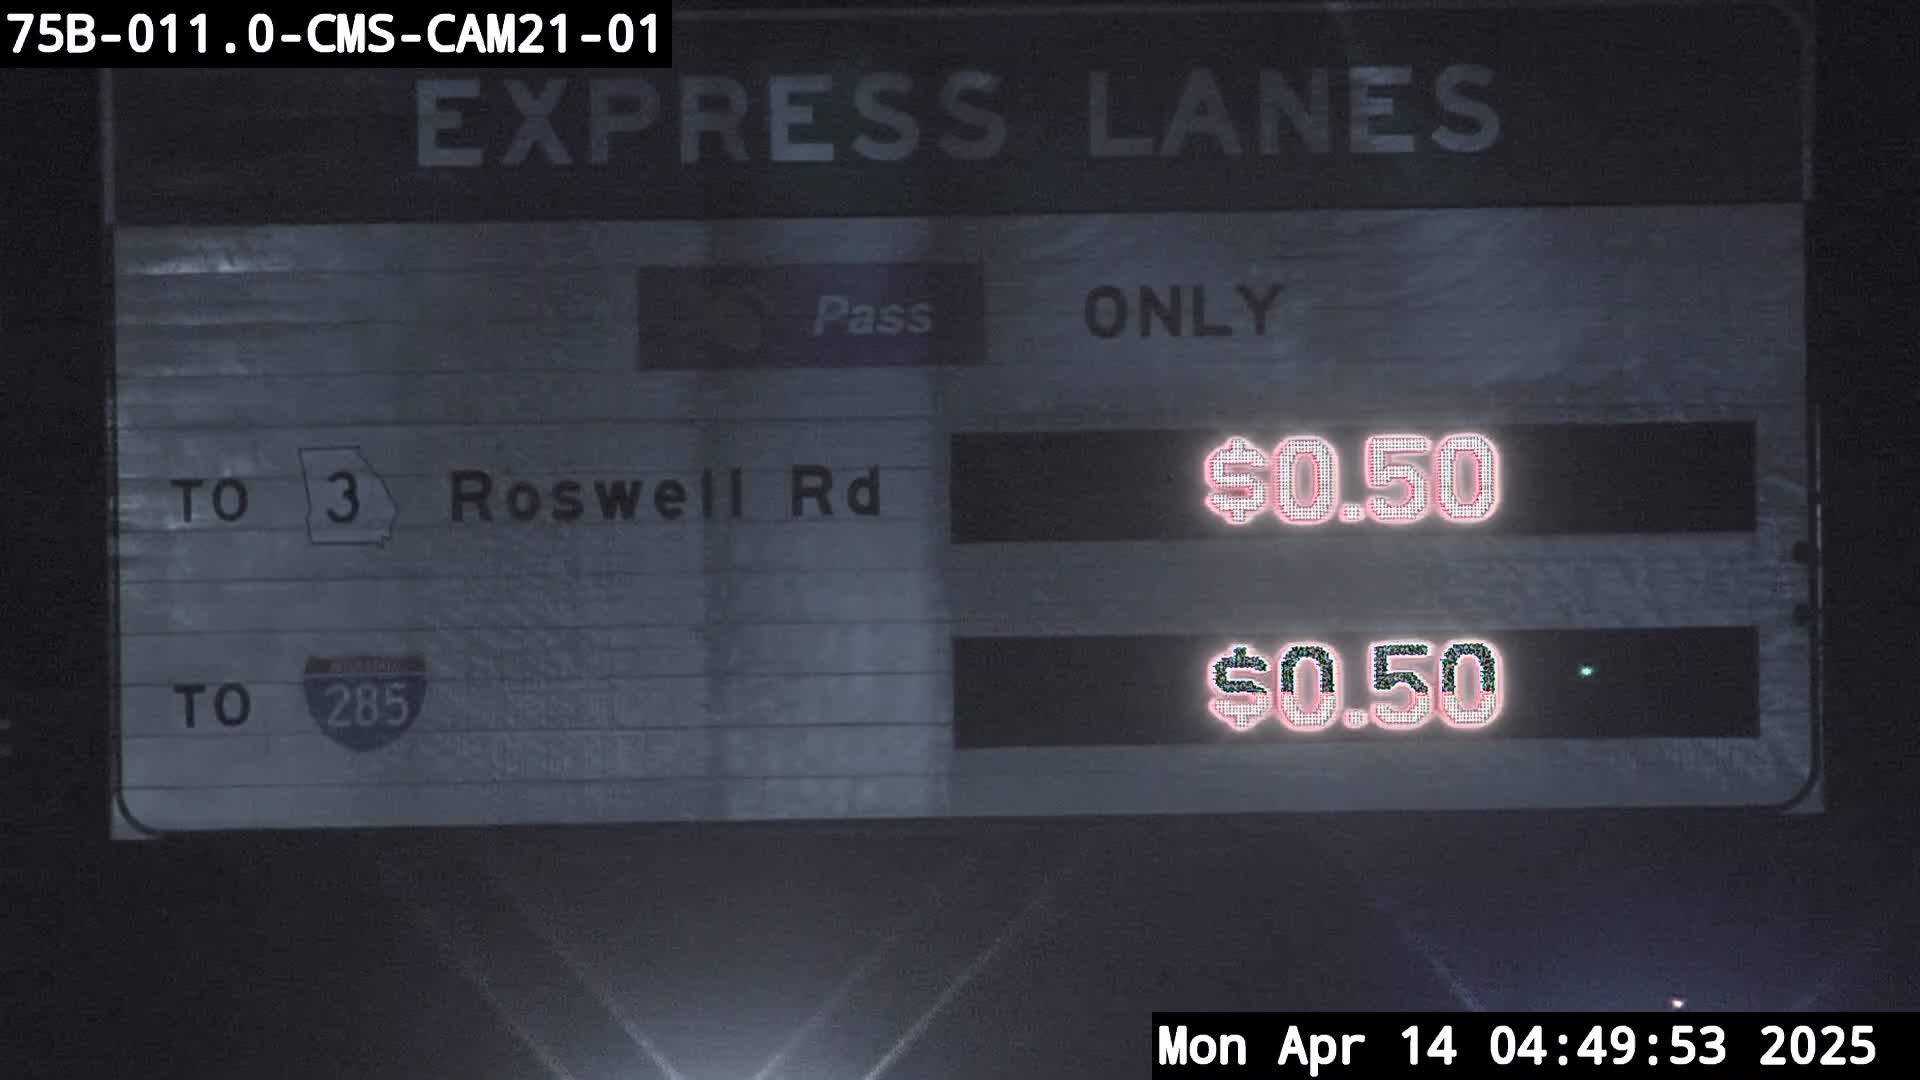 75B-011.0-CMS-CAM21-01
EXPRESS LANES
Pass ONLY
TO 3 Roswell Rd $0.50
TO INTERSTATE 285 $0.50
Mon Apr 14 04:49:53 2025